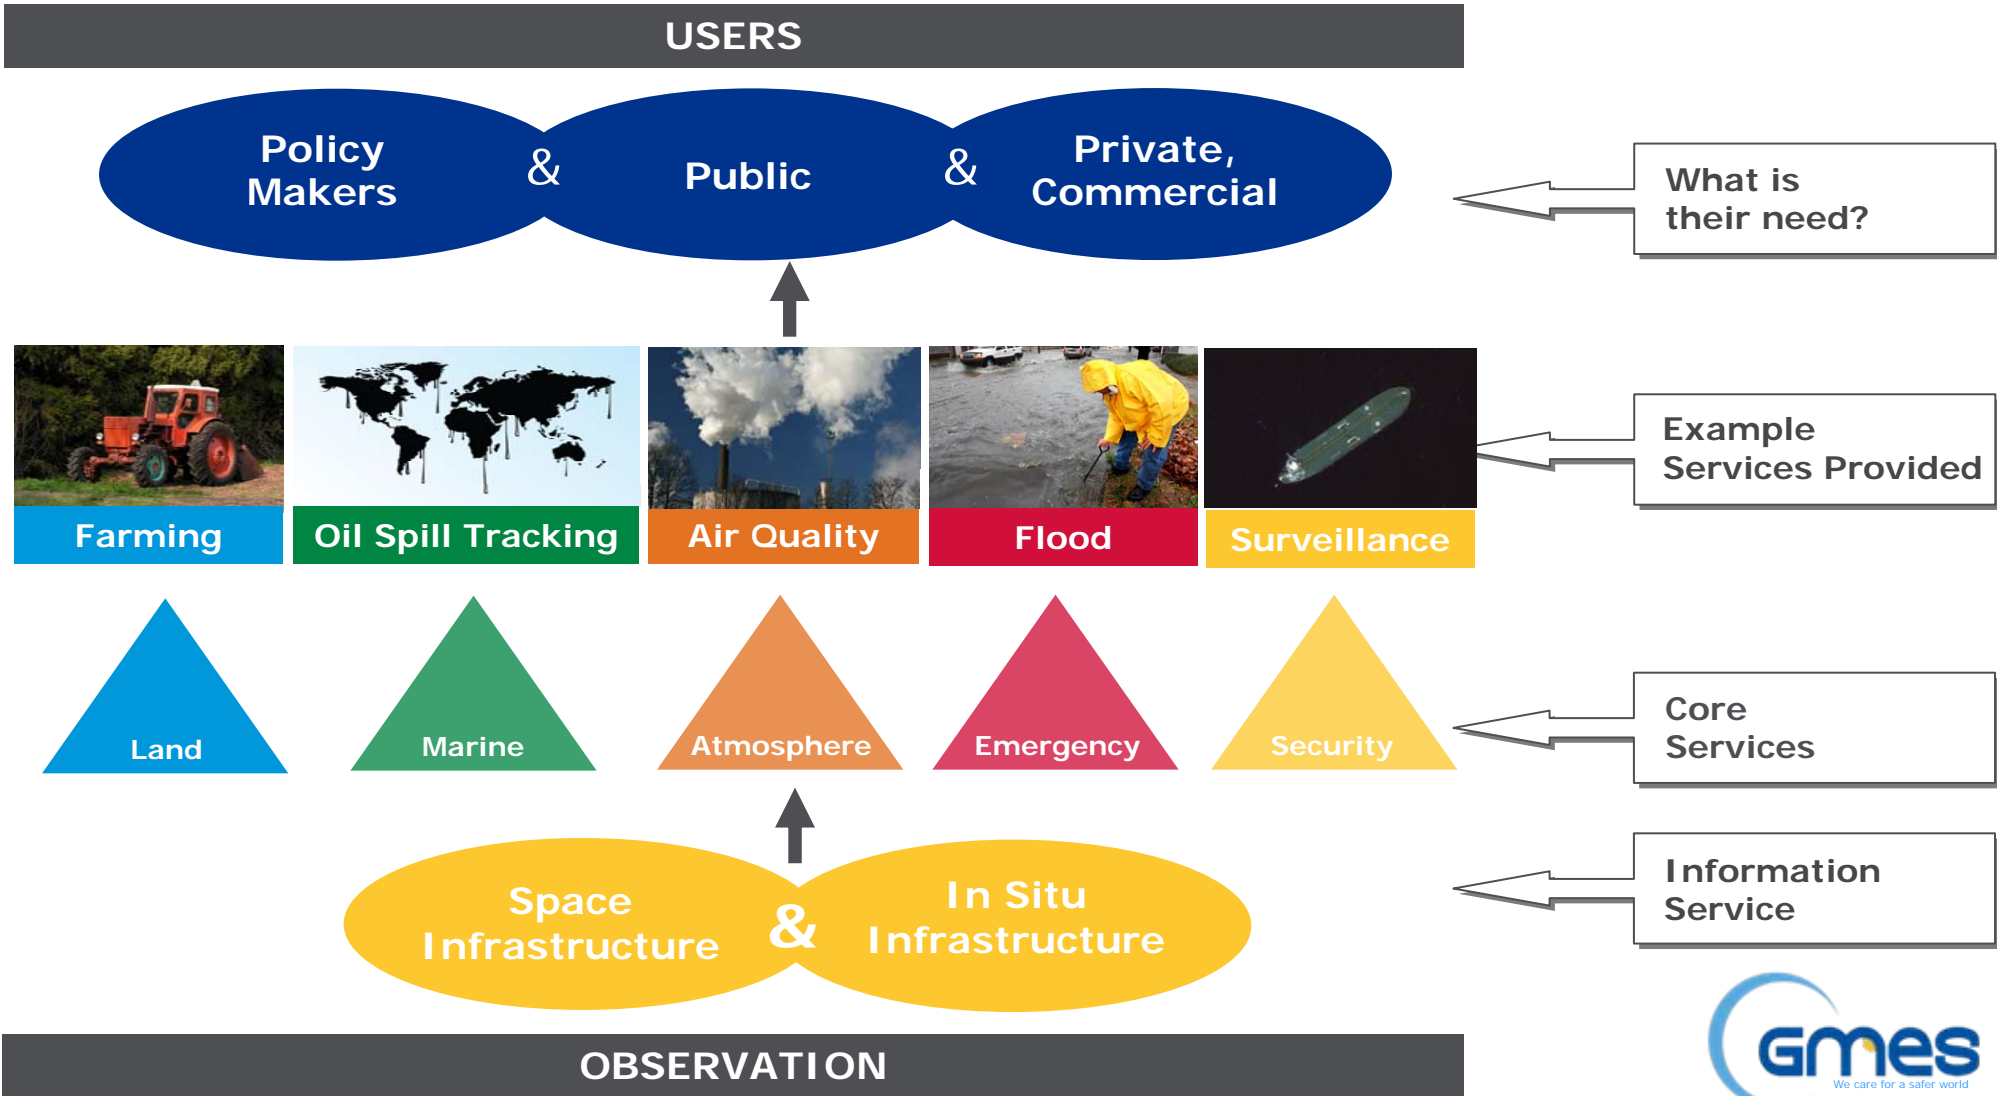 USERS
Policy
Makers
&
Public
&
Private,
Commercial
What is
their need?
Farming
Oil Spill Tracking
Air Quality
Flood
Surveillance
Example
Services Provided
Land
Marine
Atmosphere
Emergency
Security
Core
Services
Space
Infrastructure
&
In Situ
Infrastructure
Information
Service
OBSERVATION
GMES
We care for a safer world